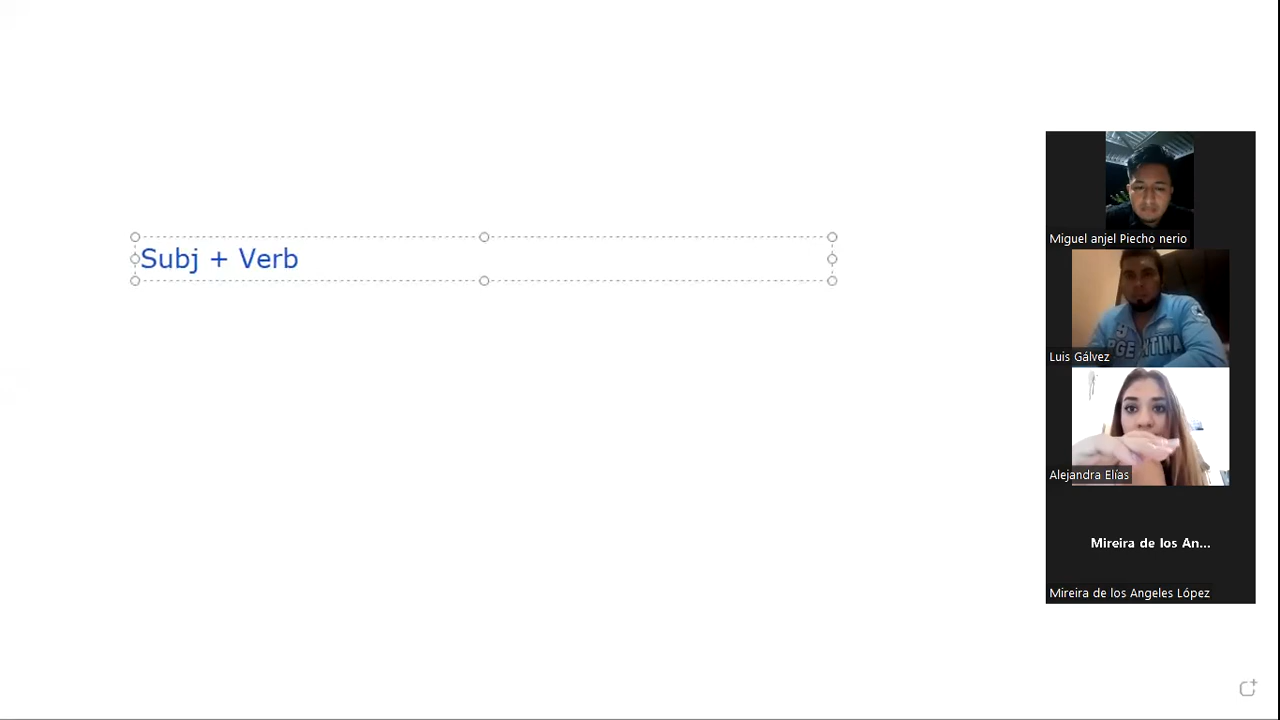 Subj + Verb
Miguel anjel Piecho nerio
Luis Gálvez
Alejandra Elías
Mireira de los An...
Mireira de los Angeles López